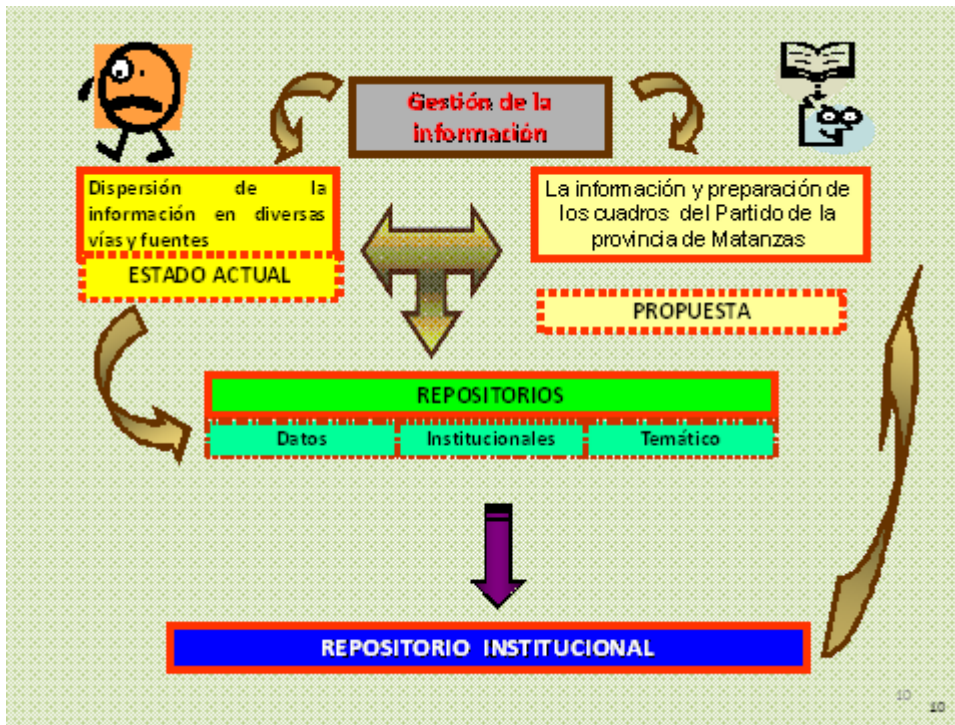 Gestión de la
información
Dispersión de la
información en diversas
vías y fuentes
ESTADO ACTUAL
La información y preparación de
los cuadros del Partido de la
provincia de Matanzas
PROPUESTA
REPOSITORIOS
Datos
Institucionales
Temático
REPOSITORIO INSTITUCIONAL
10
10